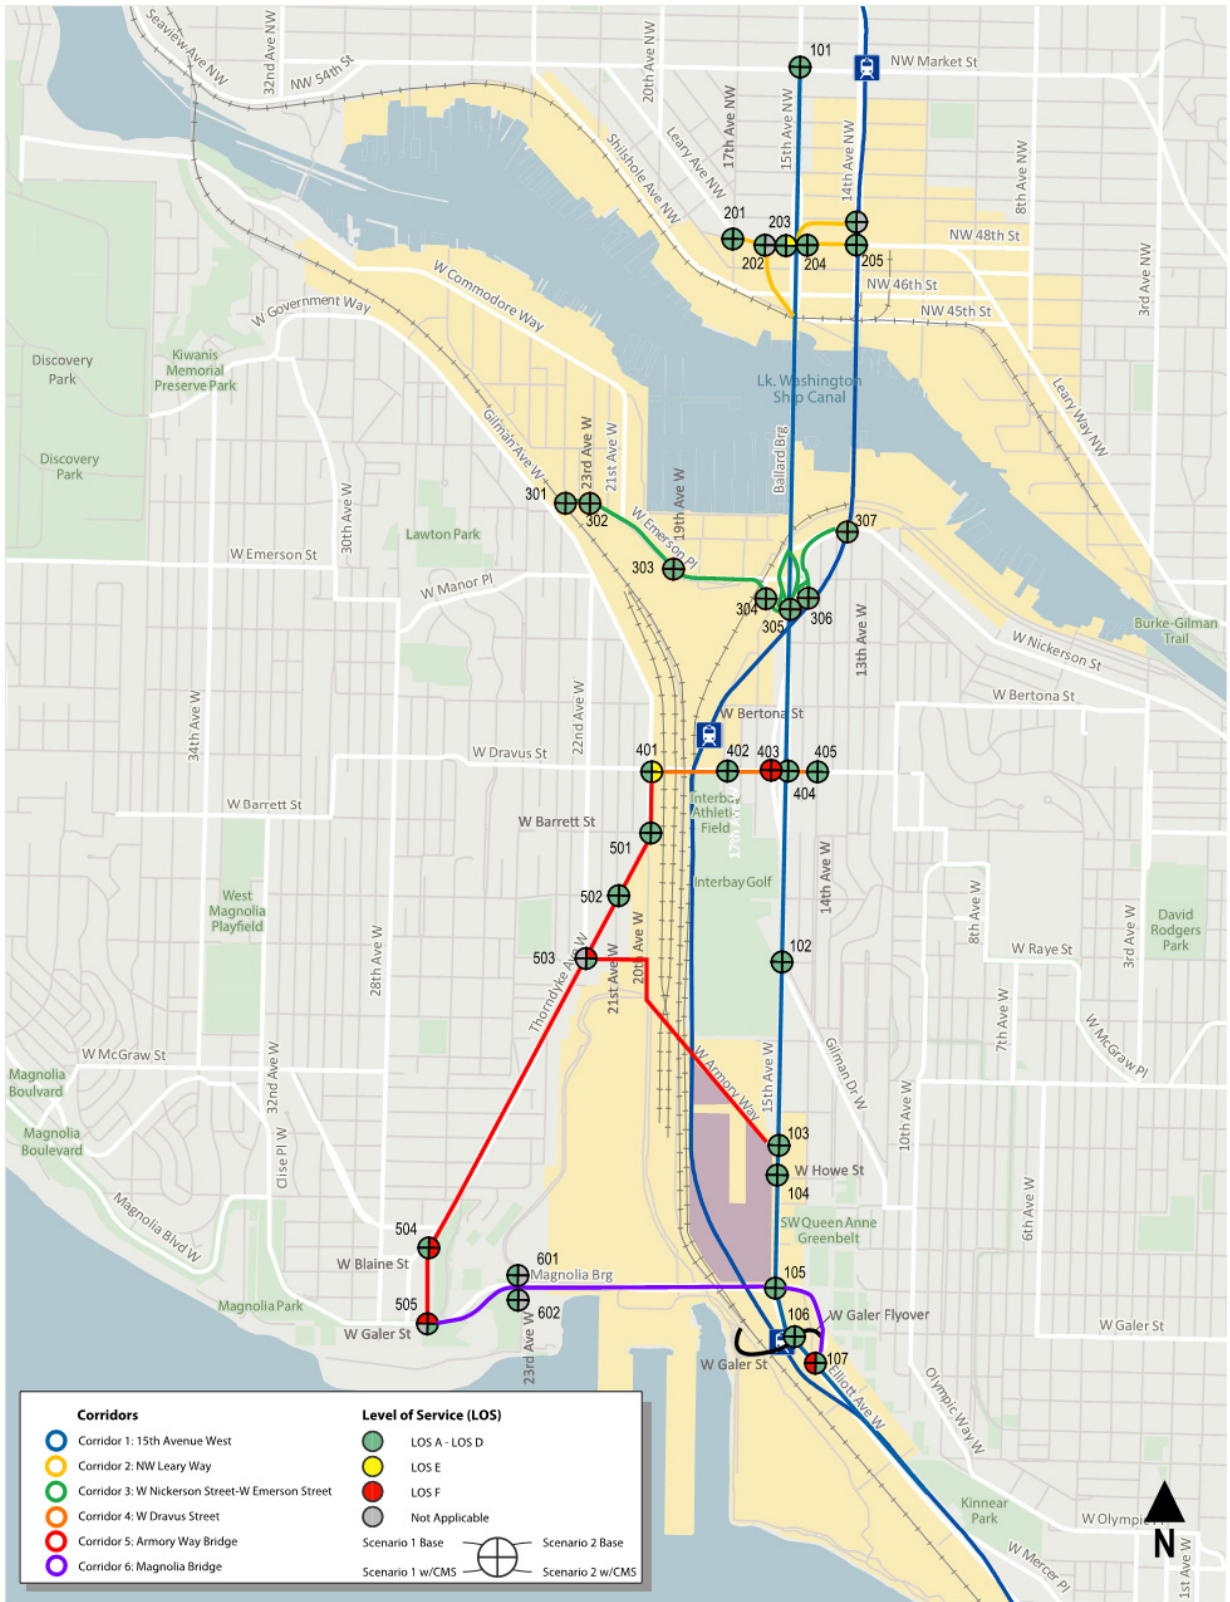 Seaview Ave NW
32nd Ave NW
NW 54th St
20th Ave NW
17th Ave NW
15th Ave NW
101
NW Market St
14th Ave NW
8th Ave NW
3rd Ave NW
Shilshole Ave NW
Leary Ave NW
201
203
202
204
205
NW 48th St
NW 46th St
NW 45th St
W Commodore Way
W Government Way
Discovery
Park
Kiwanis
Memorial
Preserve Park
Lk. Washington
Ship Canal
Leary Way NW
Ballard Brg
Discovery
Park
Gilman Ave W
23rd Ave W
21st Ave W
19th Ave W
30th Ave W
301
302
W Emerson Pl
307
Lawton Park
W Emerson St
303
W Manor Pl
304
305
306
13th Ave W
Burke-Gilman
Trail
W Nickerson St
34th Ave W
22nd Ave W
W Bertona St
W Bertona St
W Dravus St
401
402
403
405
404
W Barrett St
W Barrett St
Interbay
Athletic
Field
17th Ave W
501
Interbay Golf
14th Ave W
West
Magnolia
Playfield
502
8th Ave W
3rd Ave W
David
Rodgers
Park
28th Ave W
503
Thorndyke Ave W
21st Ave W
20th Ave W
102
W Raye St
7th Ave W
W McGraw St
32nd Ave W
W Armory Way
15th Ave W
Gilman Dr W
W McGraw Pl
10th Ave W
Magnolia
Boulvard
Magnolia
Boulevard
Clise Pl W
103
W Howe St
104
6th Ave W
Magnolia Blvd W
504
W Blaine St
SW Queen Anne
Greenbelt
601
Magnolia Brg
105
Magnolia Park
505
602
W Galer St
23rd Ave W
106
W Galer Flyover
W Galer St
W Galer St
107
Elliott Ave W
Olympic Way W
Kinnear
Park
W Olympic
W Mercer Pl
1st Ave W
N
Corridors
Corridor 1: 15th Avenue West
Corridor 2: NW Leary Way
Corridor 3: W Nickerson Street-W Emerson Street
Corridor 4: W Dravus Street
Corridor 5: Armory Way Bridge
Corridor 6: Magnolia Bridge
Level of Service (LOS)
LOS A - LOS D
LOS E
LOS F
Not Applicable
Scenario 1 Base
Scenario 2 Base
Scenario 1 w/CMS
Scenario 2 w/CMS